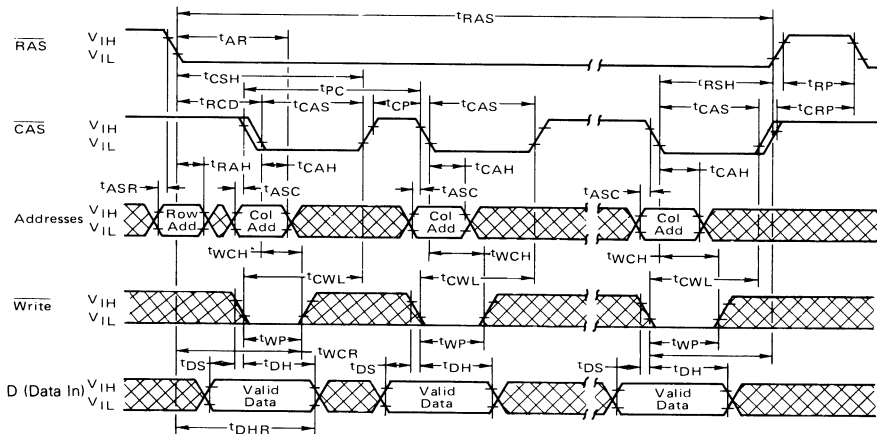 tRAS
RAS VIH VIL
tAR
tCSH tPC tRSH tRP
tRCD tCAS tCP tCAS tCAS tCRP
CAS VIH VIL
tRAH tCAH tCAH tCAH
tASR tASC tASC tASC
Addresses VIH VIL Row Add Col Add Col Add Col Add
tWCH tWCH tWCH
tCWL tCWL tCWL
Write VIH VIL
tWP tWP tWP
tWCR
tDS tDH tDS tDH tDS tDH
D (Data In) VIH VIL Valid Data Valid Data Valid Data
tDHR